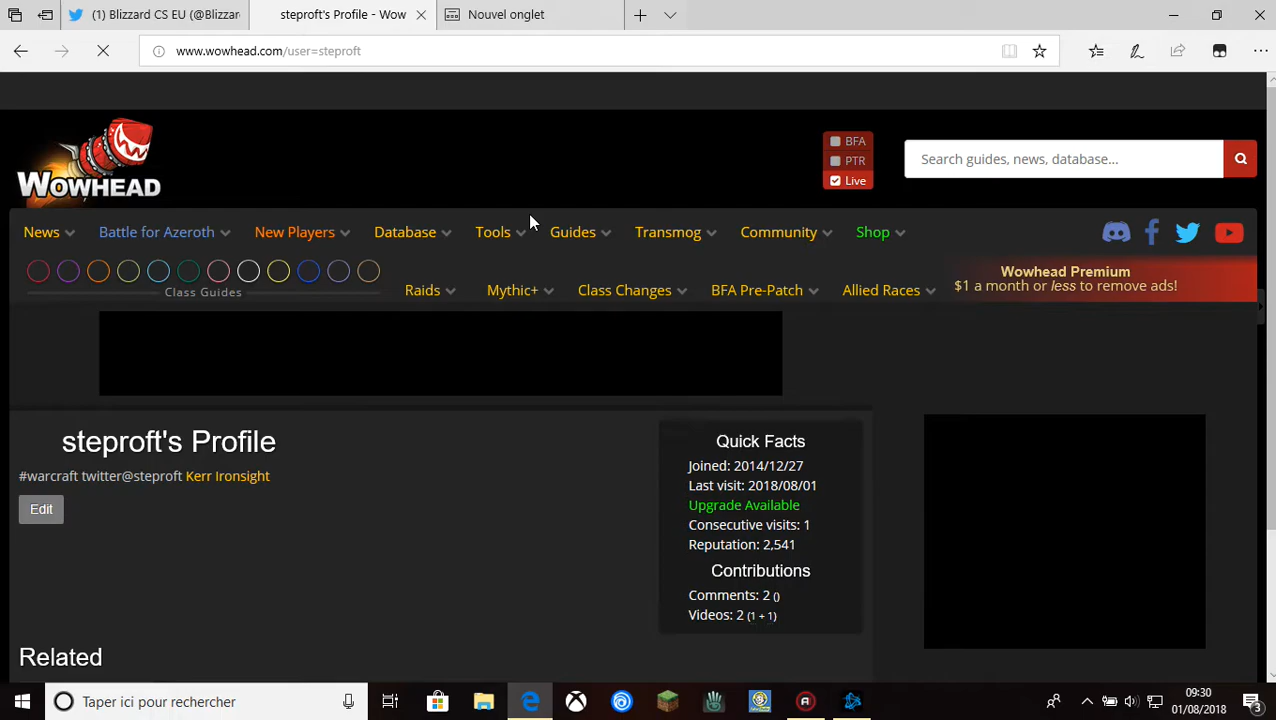 (1) Blizzard CS EU (@Blizzar
steproft's Profile - Wow
Nouvel onglet
www.wowhead.com/user=steproft
WOWHEAD
BFA
PTR
Live
Search guides, news, database...
News
Battle for Azeroth
New Players
Database
Tools
Guides
Transmog
Community
Shop
Class Guides
Raids
Mythic+
Class Changes
BFA Pre-Patch
Allied Races
Wowhead Premium
$1 a month or less to remove ads!
steproft's Profile
#warcraft twitter@steproft Kerr Ironsight
Edit
Quick Facts
Joined: 2014/12/27
Last visit: 2018/08/01
Upgrade Available
Consecutive visits: 1
Reputation: 2,541
Contributions
Comments: 2 ()
Videos: 2 (1 + 1)
Related
Taper ici pour rechercher
09:30
01/08/2018
3